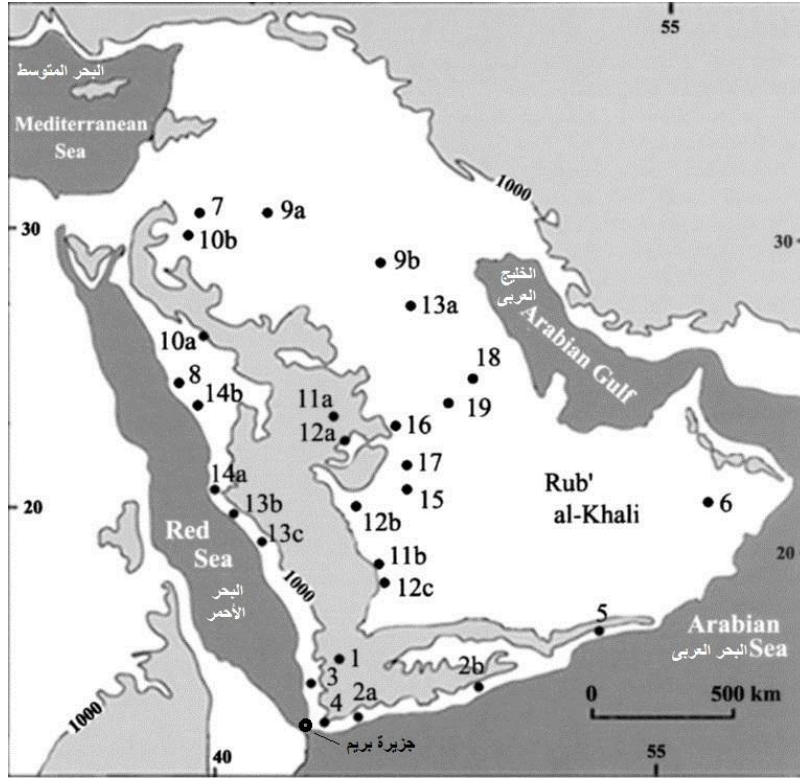 55
البحر المتوسط
Mediterranean
Sea
1000
7
9a
30
10b
30
9b
الخليج
العربى
Arabian Gulf
13a
10a
18
8
14b
19
11a
16
12a
17
14a
15
Rub'
al-Khali
6
20
13b
12b
Red
Sea
13c
20
11b
البحر
الأحمر
1000
12c
5
Arabian
Sea
البحر العربى
1
2b
3
0
500 km
4
2a
1000
جزيرة بريم
40
55